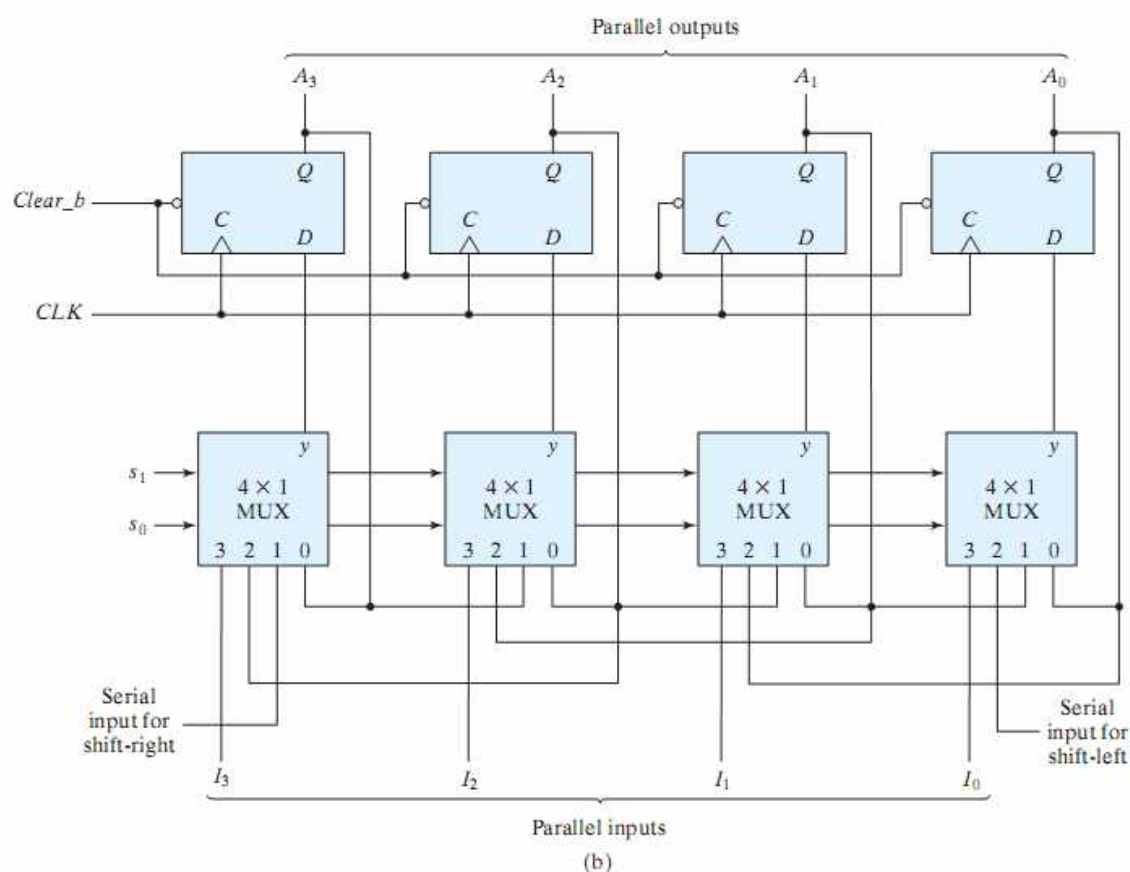 Parallel outputs
A₃ A₂ A₁ A₀
Q Q Q Q
Clear_b
C C C C
D D D D
CLK
y y y y
s₁
4 × 1 4 × 1 4 × 1 4 × 1
MUX MUX MUX MUX
s₀
3 2 1 0 3 2 1 0 3 2 1 0 3 2 1 0
Serial
input for
shift-right
Serial
input for
shift-left
I₃ I₂ I₁ I₀
Parallel inputs
(b)